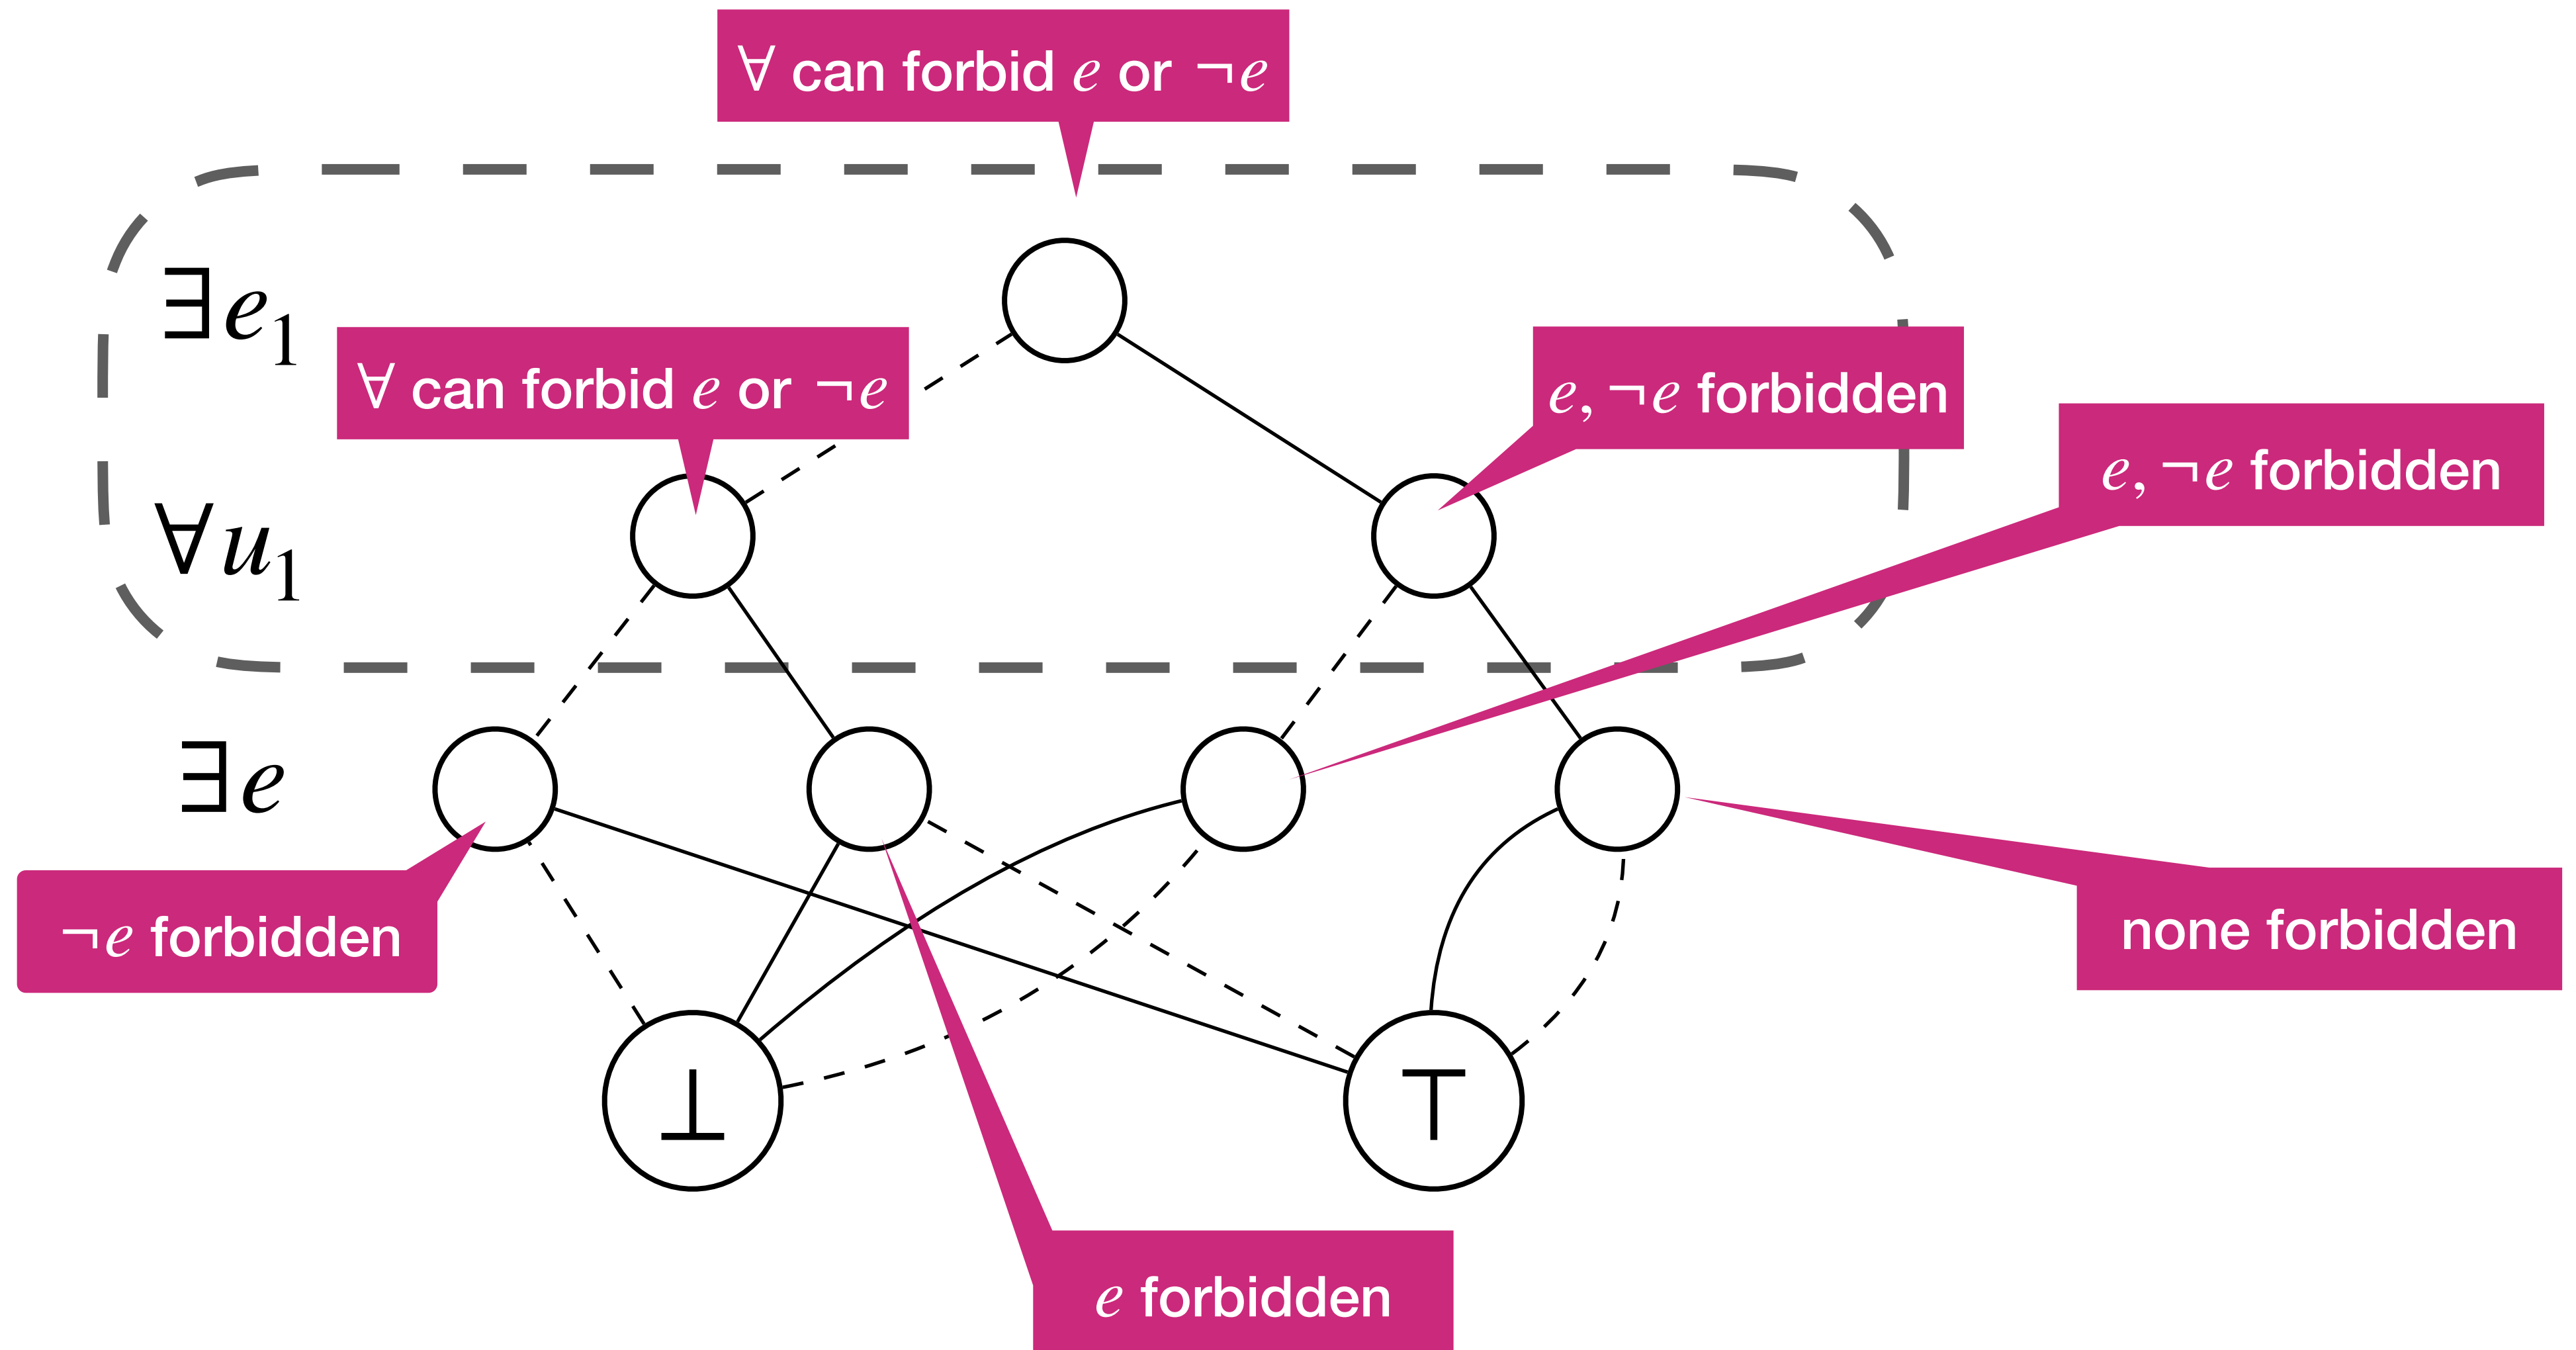 ∀ can forbid e or ¬e
∃e₁
∀ can forbid e or ¬e
e, ¬e forbidden
e, ¬e forbidden
∀u₁
∃e
¬e forbidden
none forbidden
⊥
⊤
e forbidden